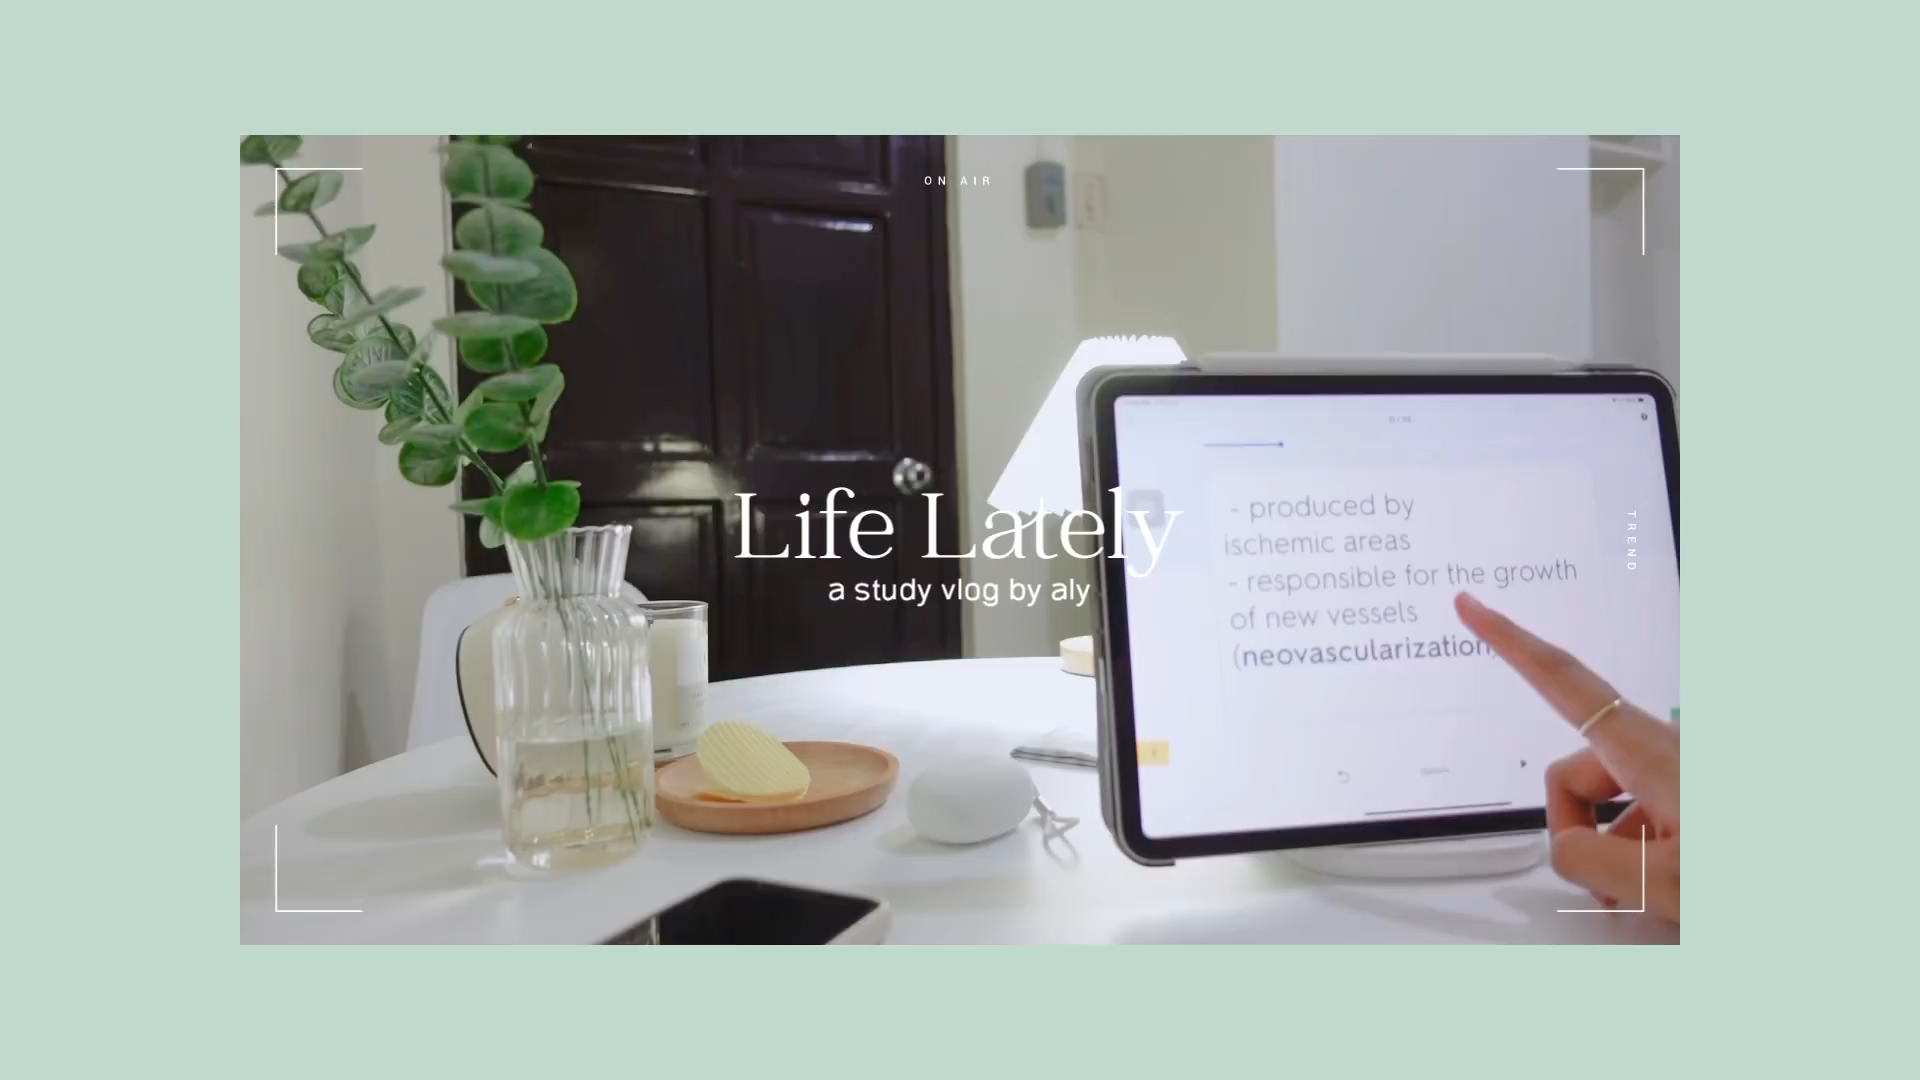 ON AIR
Life Lately
a study vlog by aly
- produced by
ischemic areas
- responsible for the growth
of new vessels
(neovascularization)
TREND